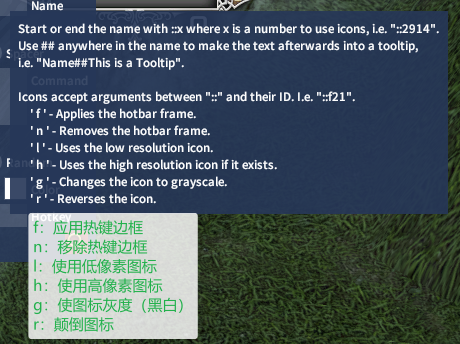 Name
Start or end the name with ::x where x is a number to use icons, i.e. "::2914".
Use ## anywhere in the name to make the text afterwards into a tooltip,
i.e. "Name##This is a Tooltip".
Command
Icons accept arguments between "::" and their ID. I.e. "::f21".
' f ' - Applies the hotbar frame.
' n ' - Removes the hotbar frame.
' l ' - Uses the low resolution icon.
' h ' - Uses the high resolution icon if it exists.
' g ' - Changes the icon to grayscale.
' r ' - Reverses the icon.
Hotkey
f：应用热键边框
n：移除热键边框
l：使用低像素图标
h：使用高像素图标
g：使图标灰度（黑白）
r：颠倒图标